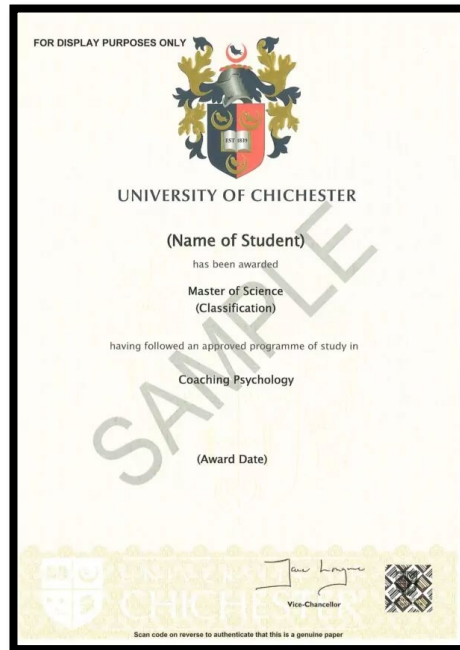 FOR DISPLAY PURPOSES ONLY
EST 1839
UNIVERSITY OF CHICHESTER
(Name of Student)
has been awarded
Master of Science
(Classification)
having followed an approved programme of study in
Coaching Psychology
SAMPLE
(Award Date)
Vice-Chancellor
CHICHESTER
Scan code on reverse to authenticate that this is a genuine paper